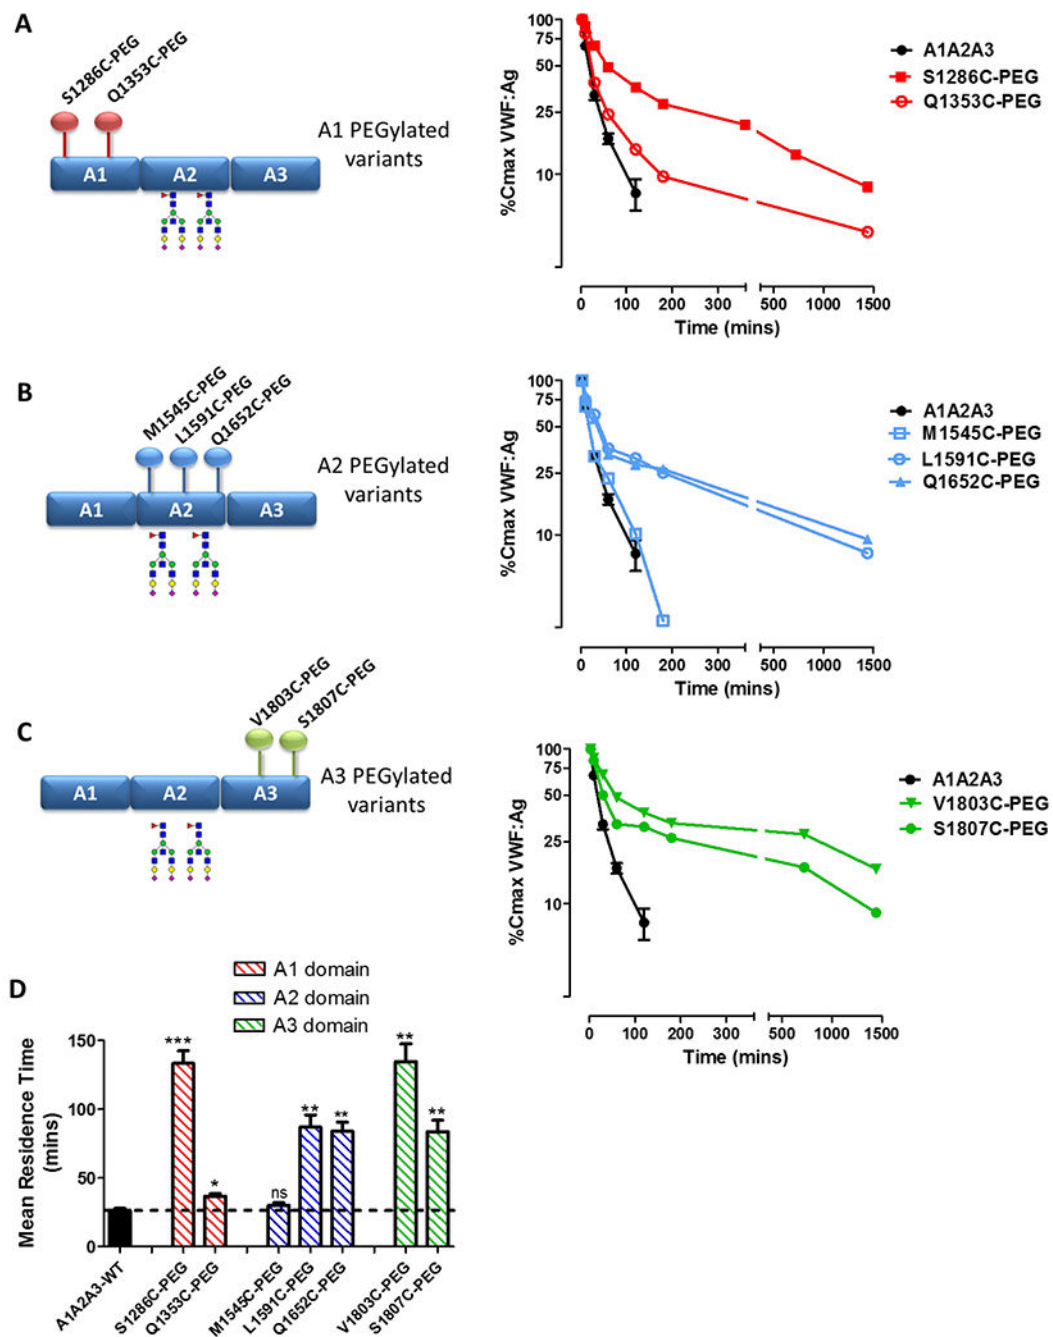 A
S1286C-PEG
Q1353C-PEG
A1
A2
A3
A1 PEGylated
variants
%Cmax VWF:Ag
100
75
50
25
10
0
100
200
300
500
1000
1500
Time (mins)
A1A2A3
S1286C-PEG
Q1353C-PEG
B
M1545C-PEG
L1591C-PEG
Q1652C-PEG
A1
A2
A3
A2 PEGylated
variants
%Cmax VWF:Ag
100
75
50
25
10
0
100
200
300
500
1000
1500
Time (mins)
A1A2A3
M1545C-PEG
L1591C-PEG
Q1652C-PEG
C
V1803C-PEG
S1807C-PEG
A1
A2
A3
A3 PEGylated
variants
%Cmax VWF:Ag
100
75
50
25
10
0
100
200
300
500
1000
1500
Time (mins)
A1A2A3
V1803C-PEG
S1807C-PEG
D
A1 domain
A2 domain
A3 domain
Mean Residence Time
(mins)
150
100
50
0
***
*
ns
**
**
**
**
A1A2A3-WT
S1286C-PEG
Q1353C-PEG
M1545C-PEG
L1591C-PEG
Q1652C-PEG
V1803C-PEG
S1807C-PEG